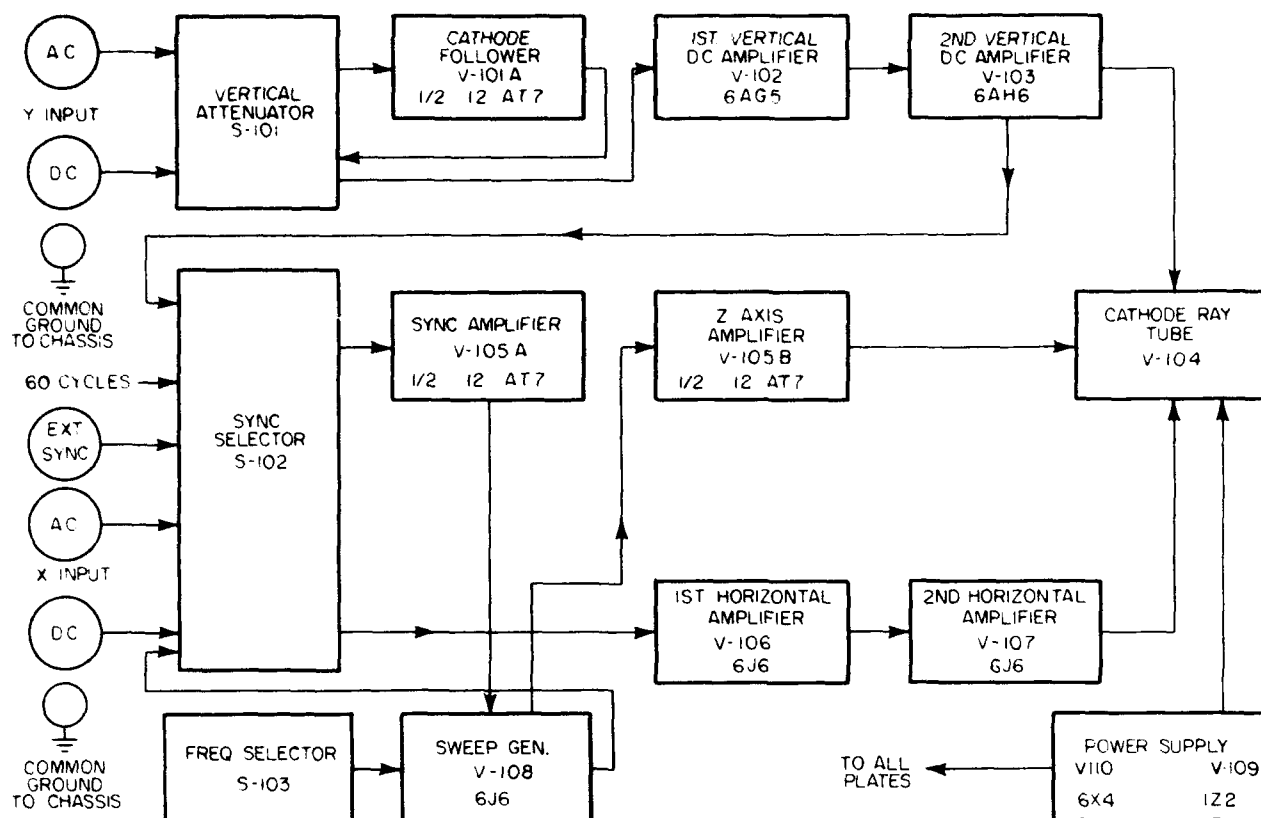 AC
Y INPUT
DC
COMMON
GROUND
TO CHASSIS
VERTICAL
ATTENUATOR
S-101
CATHODE
FOLLOWER
V-101A
1/2 12 AT7
1ST VERTICAL
DC AMPLIFIER
V-102
6AG5
2ND VERTICAL
DC AMPLIFIER
V-103
6AH6
60 CYCLES
EXT
SYNC
AC
X INPUT
DC
COMMON
GROUND
TO CHASSIS
SYNC
SELECTOR
S-102
SYNC AMPLIFIER
V-105A
1/2 12 AT7
Z AXIS
AMPLIFIER
V-105B
1/2 12 AT7
CATHODE RAY
TUBE
V-104
1ST HORIZONTAL
AMPLIFIER
V-106
6J6
2ND HORIZONTAL
AMPLIFIER
V-107
6J6
FREQ SELECTOR
S-103
SWEEP GEN.
V-108
6J6
TO ALL
PLATES
POWER SUPPLY
V110 V-109
6X4 1Z2